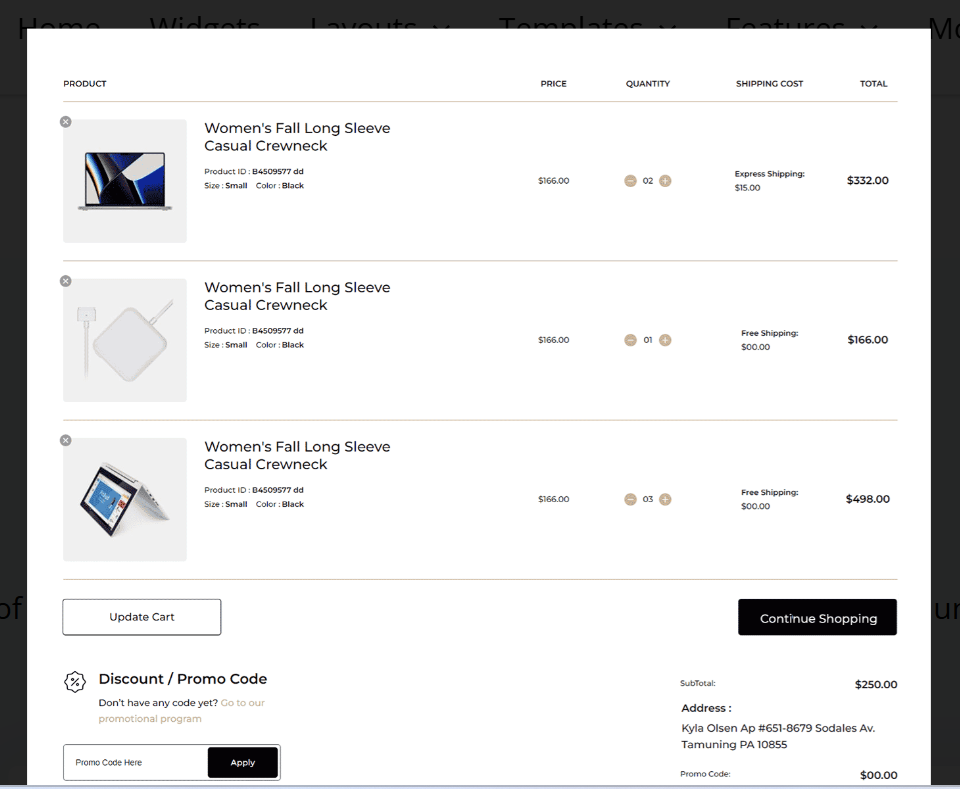 Home Widgets Layouts Templates Features Mo
PRODUCT PRICE QUANTITY SHIPPING COST TOTAL
Women's Fall Long Sleeve
Casual Crewneck
Product ID : B4509577 dd
Size : Small Color : Black
$166.00 02 Express Shipping: $332.00
$15.00
Women's Fall Long Sleeve
Casual Crewneck
Product ID : B4509577 dd
Size : Small Color : Black
$166.00 01 Free Shipping: $166.00
$00.00
Women's Fall Long Sleeve
Casual Crewneck
Product ID : B4509577 dd
Size : Small Color : Black
$166.00 03 Free Shipping: $498.00
$00.00
of ur
Update Cart Continue Shopping
Discount / Promo Code
Don't have any code yet? Go to our
promotional program
Promo Code Here Apply
SubTotal: $250.00
Address :
Kyla Olsen Ap #651-8679 Sodales Av.
Tamuning PA 10855
Promo Code: $00.00